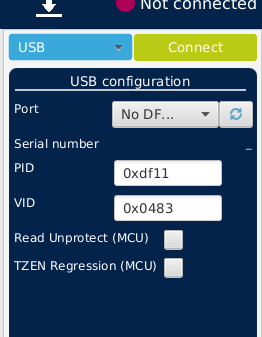 Not connected
USB Connect
USB configuration
Port No DF...
Serial number _
PID 0xdf11
VID 0x0483
Read Unprotect (MCU)
TZEN Regression (MCU)